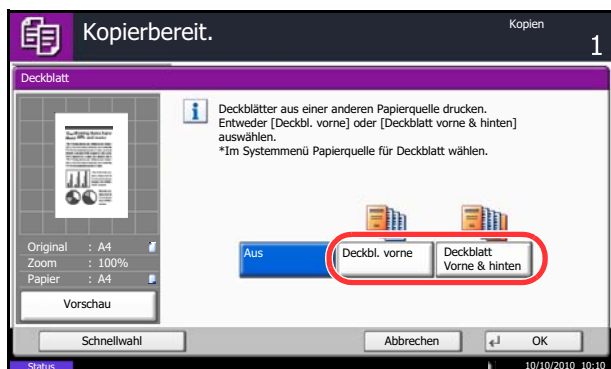 Kopierbereit.
Kopien
1
Deckblatt
Deckblätter aus einer anderen Papierquelle drucken.
Entweder [Deckbl. vorne] oder [Deckblatt vorne & hinten]
auswählen.
*Im Systemmenü Papierquelle für Deckblatt wählen.
Original : A4
Zoom : 100%
Papier : A4
Vorschau
Aus
Deckbl. vorne
Deckblatt
Vorne & hinten
Schnellwahl
Abbrechen
OK
Status
10/10/2010 10:10